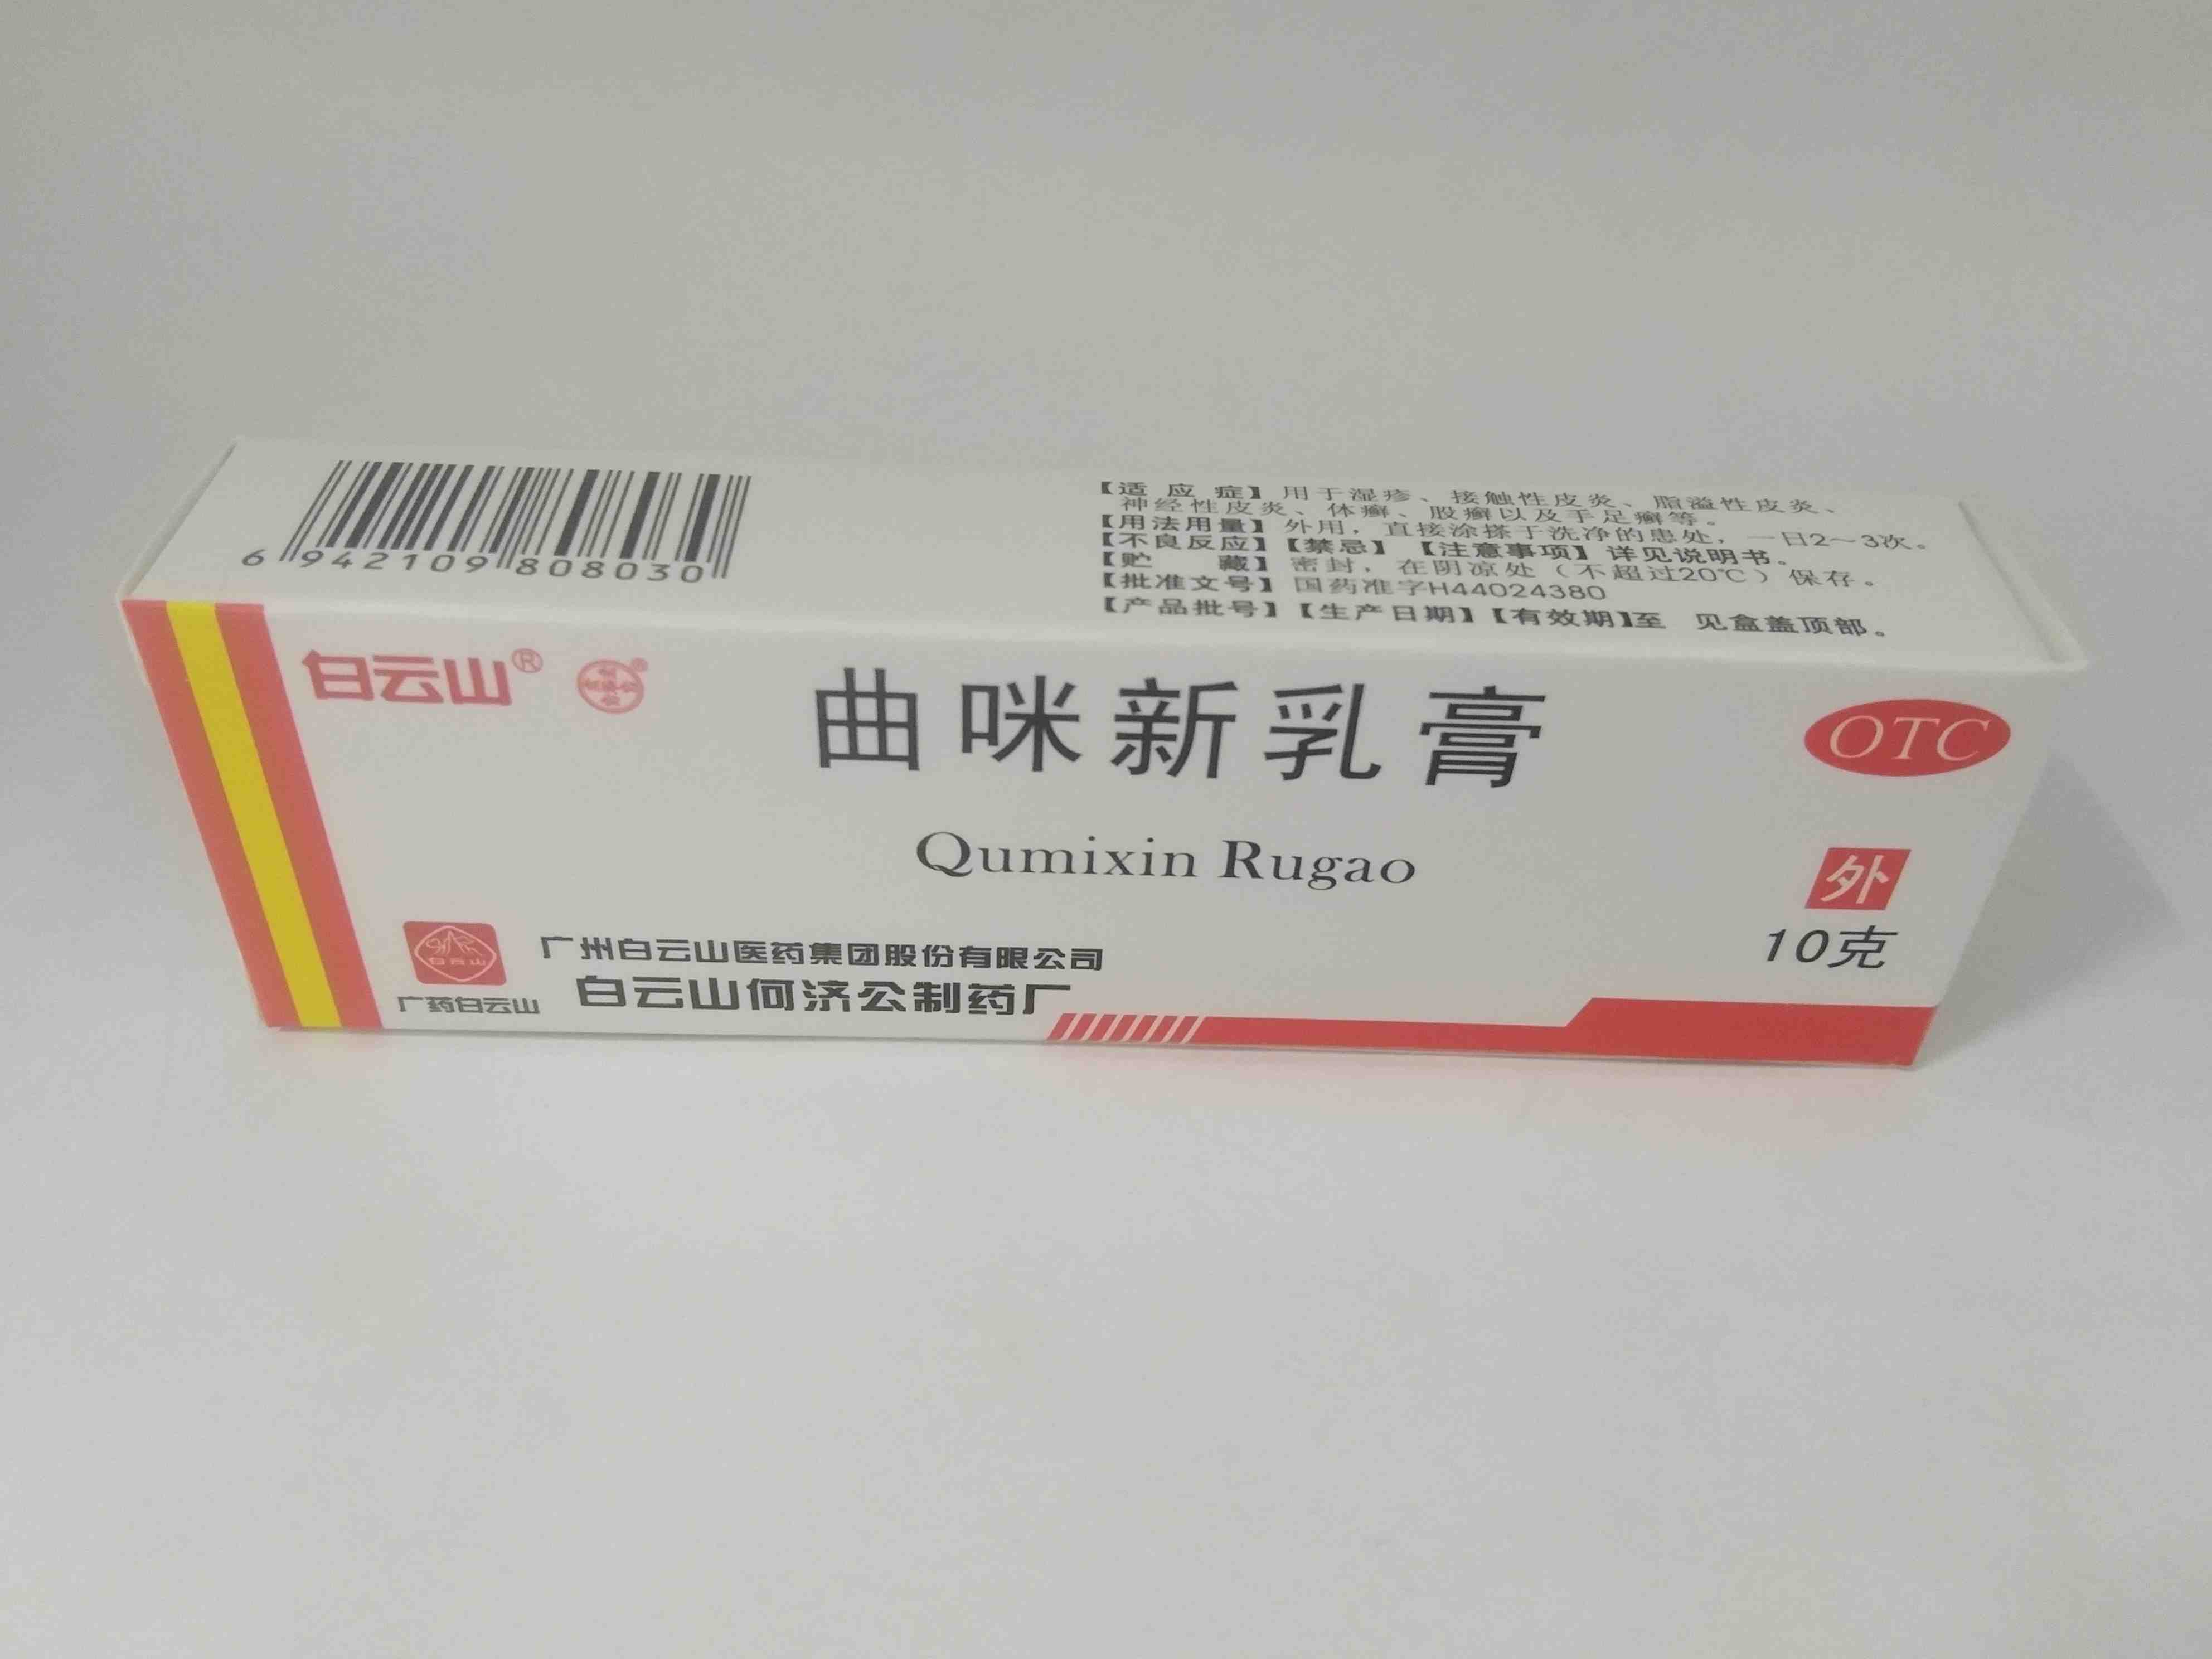 6 942109 808030
【适 应 症】用于湿疹、接触性皮炎、脂溢性皮炎、
神经性皮炎、体癣、股癣以及手足癣等。
【用法用量】外用，直接涂搽于洗净的患处，一日2～3次。
【不良反应】【禁忌】【注意事项】详见说明书。
【贮 藏】密封，在阴凉处（不超过20℃）保存。
【批准文号】国药准字H44024380
【产品批号】【生产日期】【有效期】至 见盒盖顶部。
白云山®
曲咪新乳膏
OTC
Qumixin Rugao
外
10克
白云山
广药白云山
广州白云山医药集团股份有限公司
白云山何济公制药厂